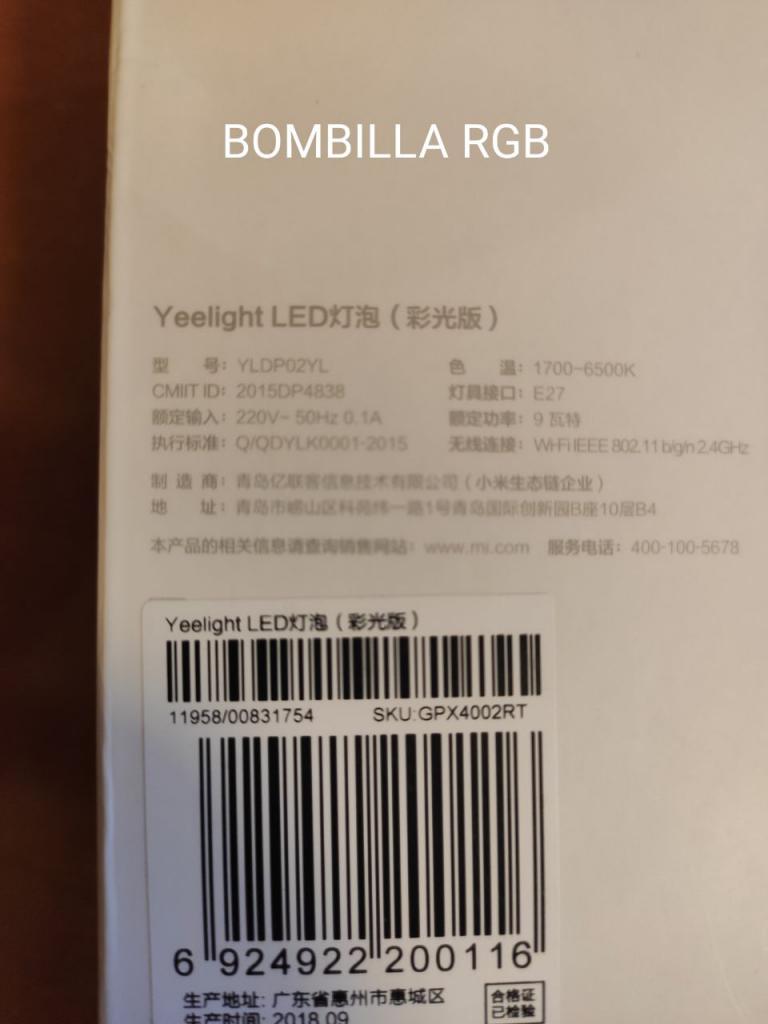 BOMBILLA RGB
Yeelight LED灯泡（彩光版）
型 号：YLDP02YL 色 温：1700-6500K
CMIIT ID：2015DP4838 灯具接口：E27
额定输入：220V~ 50Hz 0.1A 额定功率：9 瓦特
执行标准：Q/QDYLK0001-2015 无线连接：Wi-Fi IEEE 802.11 b/g/n 2.4GHz
制 造 商：青岛亿联客信息技术有限公司（小米生态链企业）
地 址：青岛市崂山区科苑纬一路1号青岛国际创新园B座10层B4
本产品的相关信息请查询销售网站：www.mi.com 服务电话：400-100-5678
Yeelight LED灯泡（彩光版）
11958/00831754 SKU:GPX4002RT
6 924922 200116
生产地址: 广东省惠州市惠城区
合格证
已检验
生产时间: 2018.09